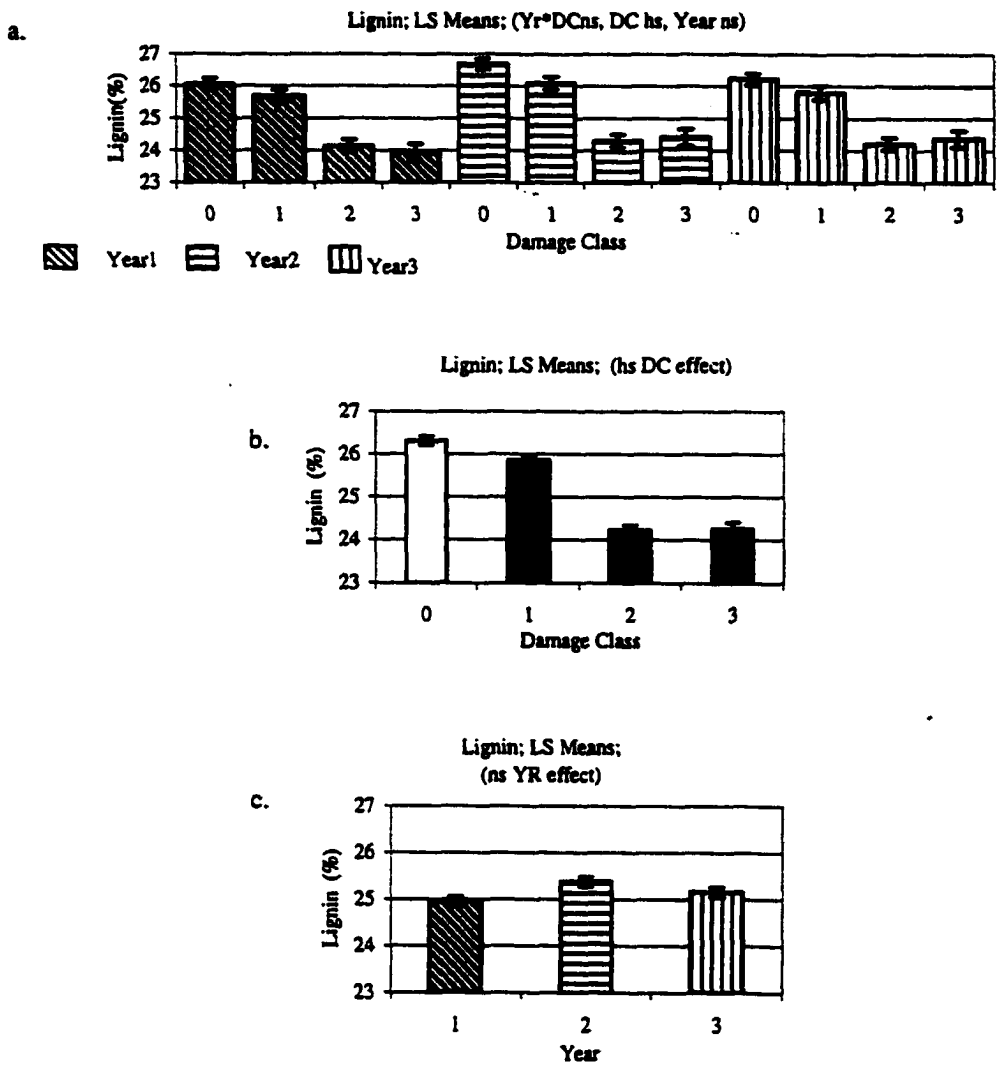 a.
Lignin; LS Means; (Yr*DCns, DC hs, Year ns)
Lignin(%)
27
26
25
24
23
0 1 2 3 0 1 2 3 0 1 2 3
Damage Class
Year1 Year2 Year3
Lignin; LS Means; (hs DC effect)
b.
Lignin (%)
27
26
25
24
23
0 1 2 3
Damage Class
Lignin; LS Means;
(ns YR effect)
c.
Lignin (%)
27
26
25
24
23
1 2 3
Year